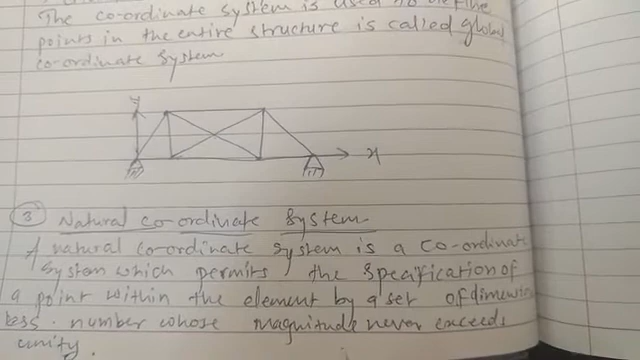 The co-ordinate system is used to define
points in the entire structure is called global
co-ordinate system
y
x
③ Natural co-ordinate System
A natural co-ordinate system is a co-ordinate
System which permits the specification of
a point within the element by a set of dimension
less number whose magnitude never exceeds
unity.